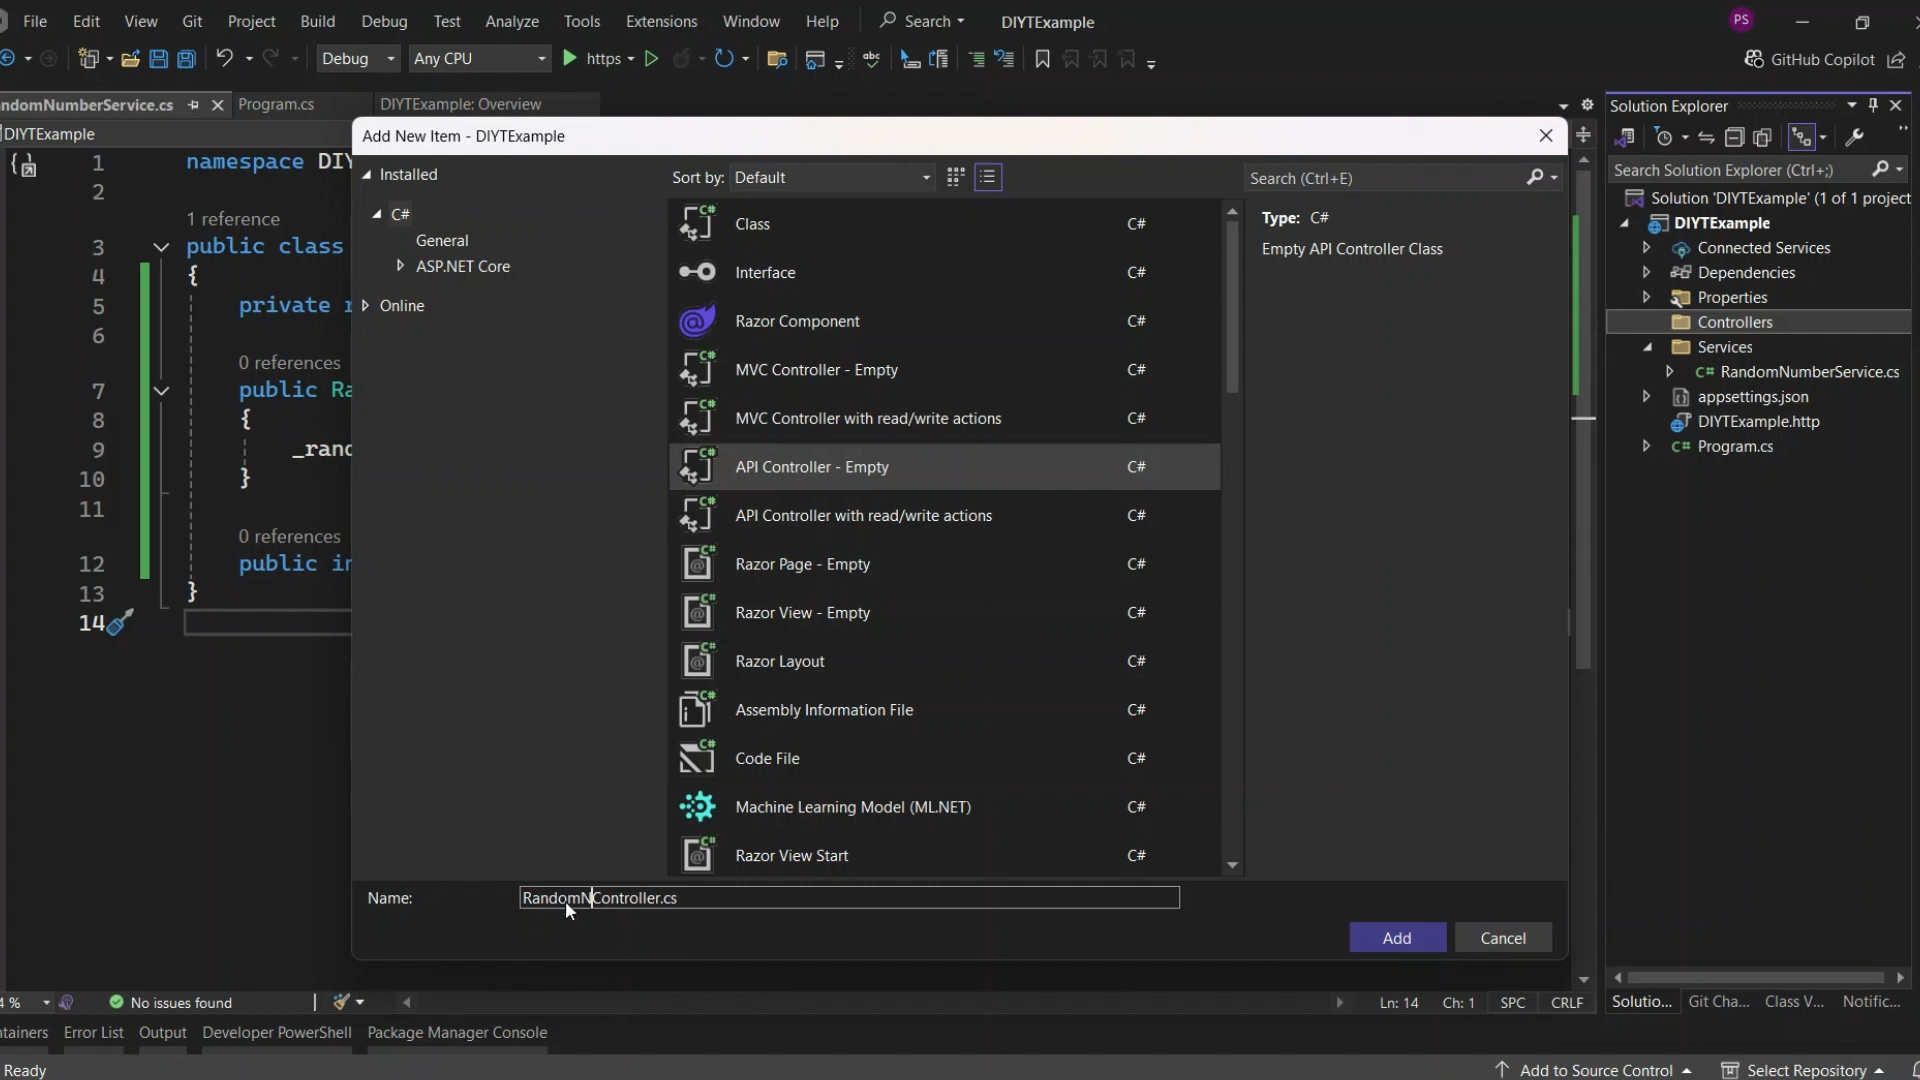 File Edit View Git Project Build Debug Test Analyze Tools Extensions Window Help Search DIYTExample PS
Debug Any CPU https GitHub Copilot
ndomNumberService.cs Program.cs DIYTExample: Overview
DIYTExample
1 namespace DIY
2
1 reference
3 public class
4 {
5 private r
6
0 references
7 public Ra
8 {
9 _rand
10 }
11
0 references
12 public in
13 }
14
Add New Item - DIYTExample
Installed
C#
General
ASP.NET Core
Online
Sort by: Default
Search (Ctrl+E)
Class C#
Interface C#
Razor Component C#
MVC Controller - Empty C#
MVC Controller with read/write actions C#
API Controller - Empty C#
API Controller with read/write actions C#
Razor Page - Empty C#
Razor View - Empty C#
Razor Layout C#
Assembly Information File C#
Code File C#
Machine Learning Model (ML.NET) C#
Razor View Start C#
Type: C#
Empty API Controller Class
Name: RandomNController.cs
Add Cancel
Solution Explorer
Search Solution Explorer (Ctrl+;)
Solution 'DIYTExample' (1 of 1 project
DIYTExample
Connected Services
Dependencies
Properties
Controllers
Services
C# RandomNumberService.cs
appsettings.json
DIYTExample.http
C# Program.cs
Solutio... Git Cha... Class V... Notific...
4 % No issues found Ln: 14 Ch: 1 SPC CRLF
ntainers Error List Output Developer PowerShell Package Manager Console
Ready Add to Source Control Select Repository